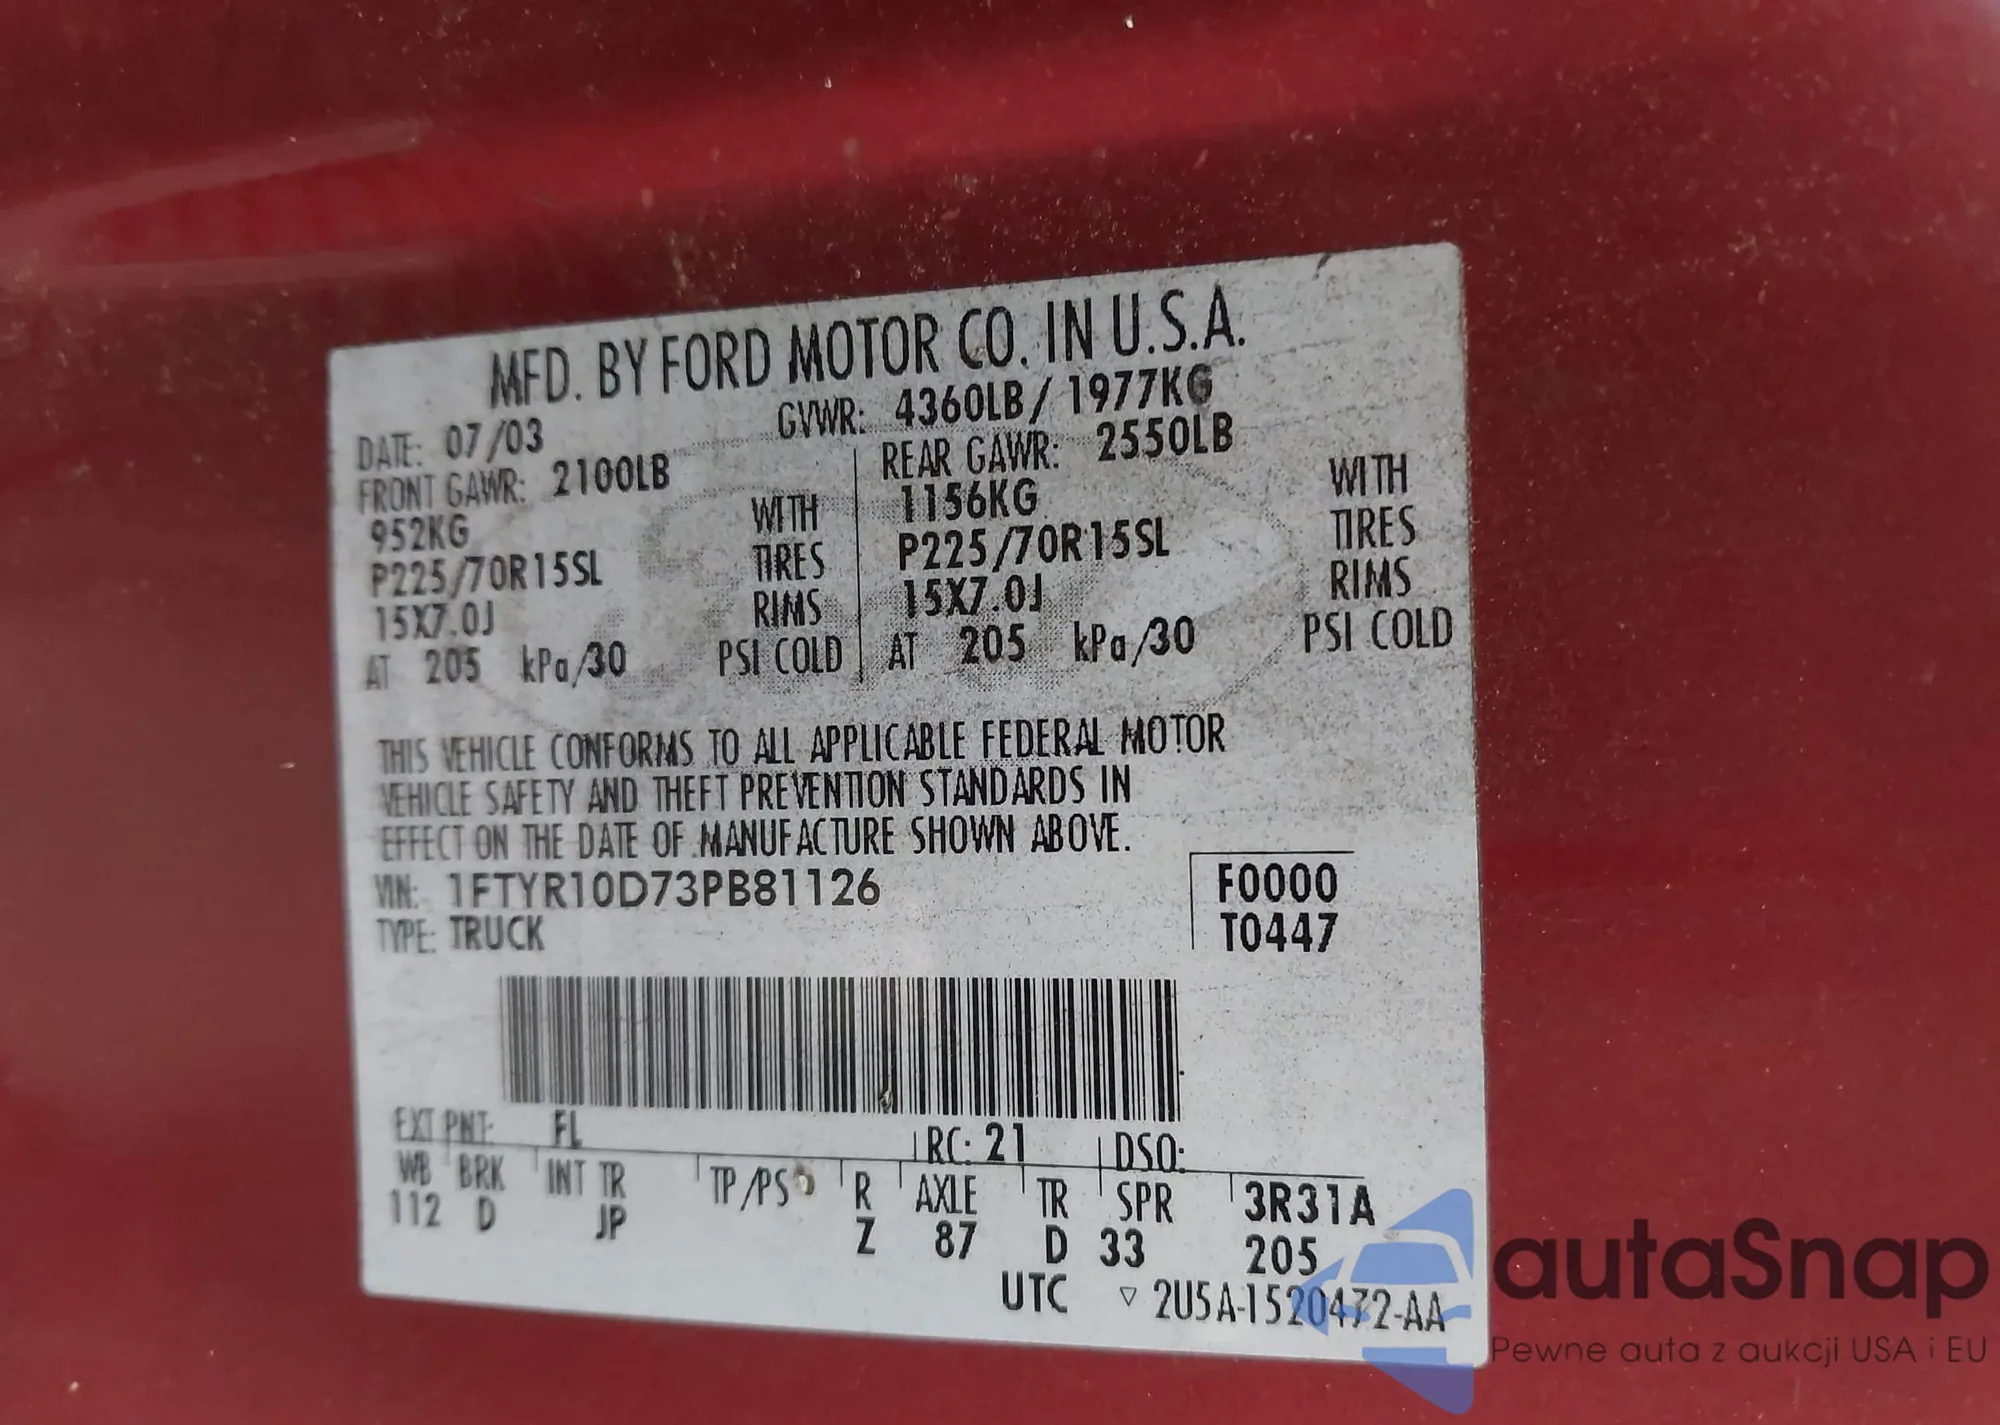 MFD. BY FORD MOTOR CO. IN U.S.A.
DATE: 07/03 GVWR: 4360LB/ 1977KG
FRONT GAWR: 2100LB REAR GAWR: 2550LB
952KG WITH 1156KG WITH
P225/70R15SL TIRES P225/70R15SL TIRES
15X7.0J RIMS 15X7.0J RIMS
AT 205 kPa/30 PSI COLD AT 205 kPa/30 PSI COLD
THIS VEHICLE CONFORMS TO ALL APPLICABLE FEDERAL MOTOR
VEHICLE SAFETY AND THEFT PREVENTION STANDARDS IN
EFFECT ON THE DATE OF MANUFACTURE SHOWN ABOVE.
VIN: 1FTYR10D73PB81126 F0000
TYPE: TRUCK T0447
EXT PNT: FL RC: 21 DSO:
WB BRK INT TR TP/PS R AXLE TR SPR 3R31A
112 D JP Z 87 D 33 205
UTC ▽ 2U5A-1520472-AA
autaSnap
Pewne auta z aukcji USA i EU